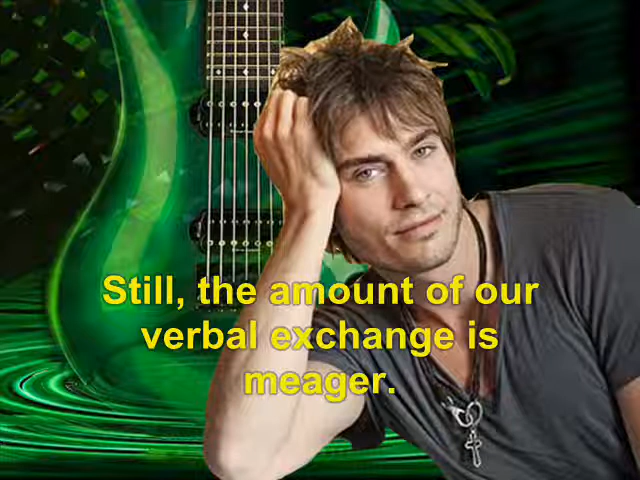 Still, the amount of our
verbal exchange is
meager.